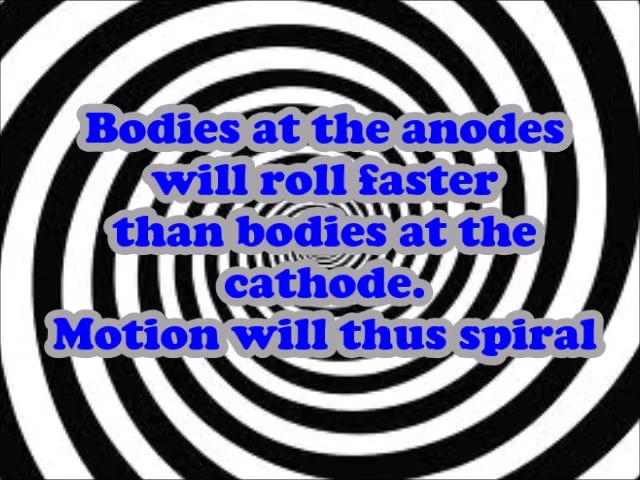 Bodies at the anodes
will roll faster
than bodies at the
cathode.
Motion will thus spiral